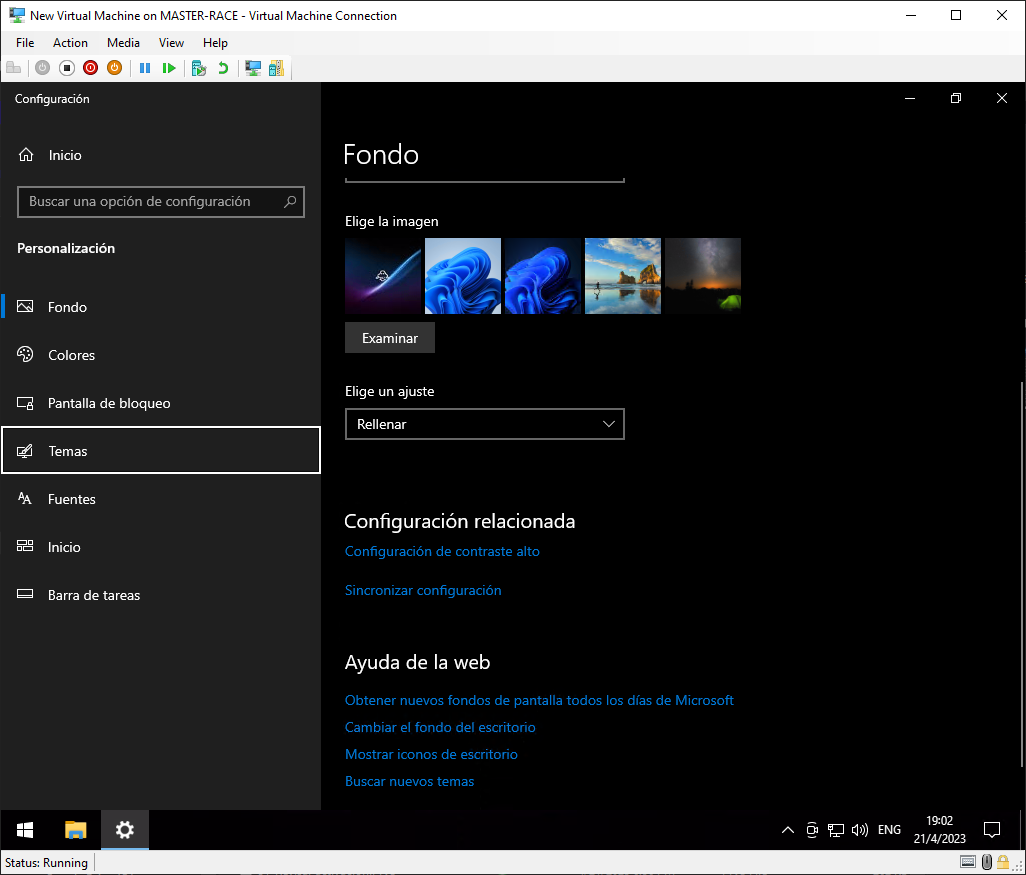 New Virtual Machine on MASTER-RACE - Virtual Machine Connection
File Action Media View Help
Configuración
Inicio
Buscar una opción de configuración
Personalización
Fondo
Colores
Pantalla de bloqueo
Temas
Fuentes
Inicio
Barra de tareas
Fondo
Elige la imagen
Examinar
Elige un ajuste
Rellenar
Configuración relacionada
Configuración de contraste alto
Sincronizar configuración
Ayuda de la web
Obtener nuevos fondos de pantalla todos los días de Microsoft
Cambiar el fondo del escritorio
Mostrar iconos de escritorio
Buscar nuevos temas
ENG
19:02
21/4/2023
Status: Running